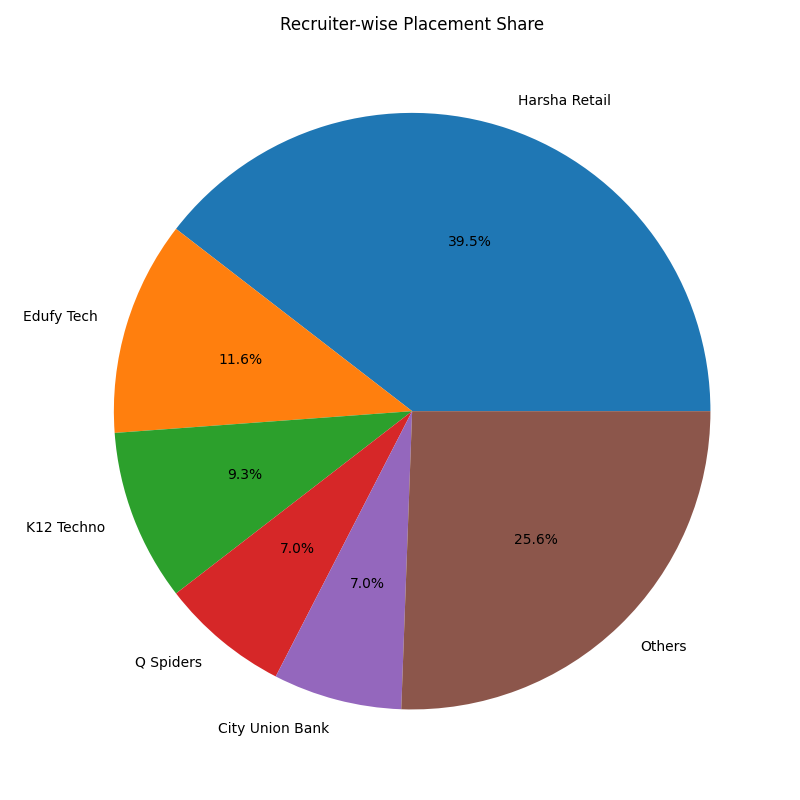 Recruiter-wise Placement Share
Harsha Retail
39.5%
Edufy Tech
11.6%
K12 Techno
9.3%
Q Spiders
7.0%
City Union Bank
7.0%
Others
25.6%